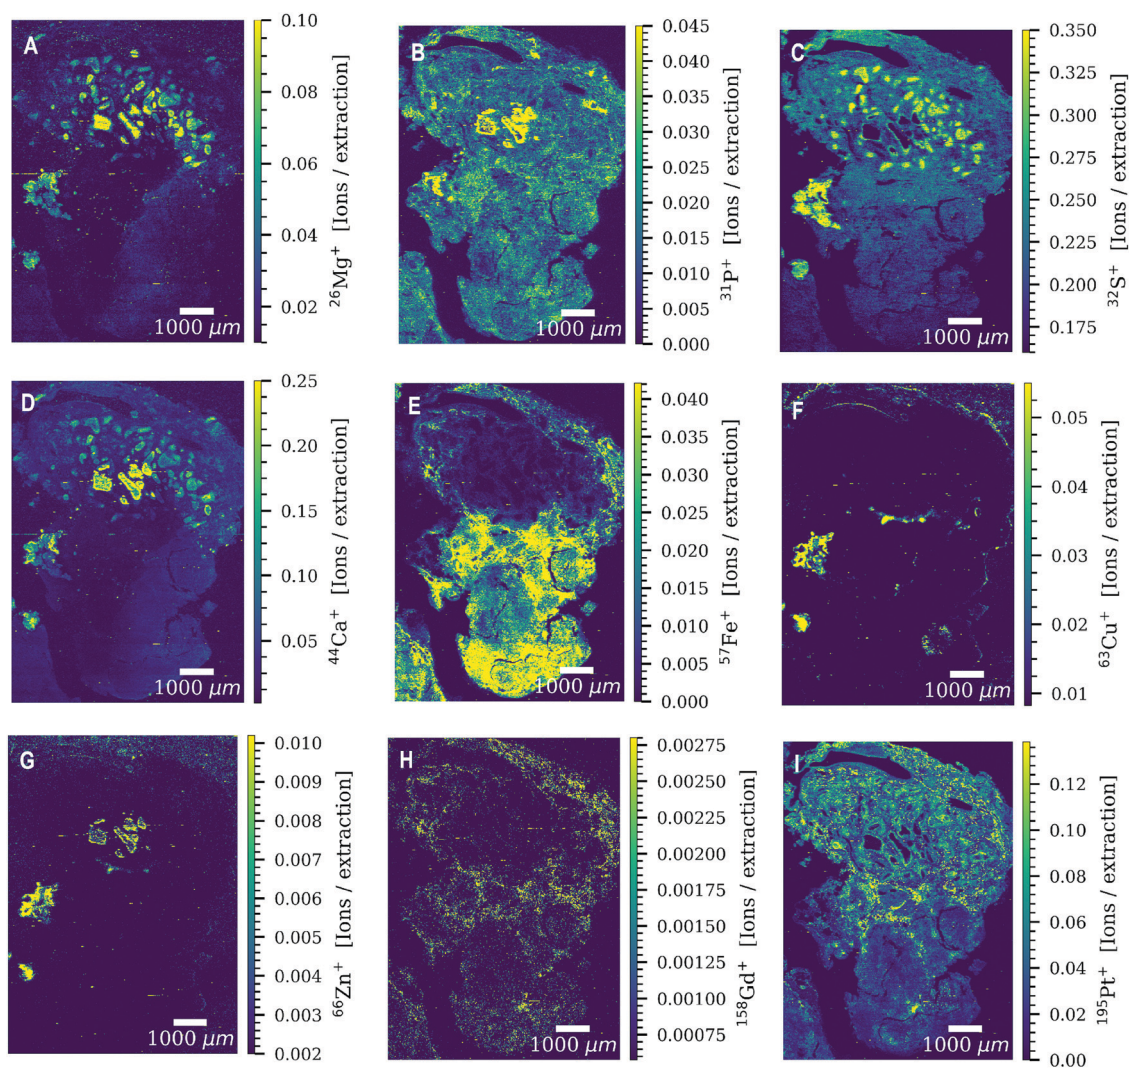 A
0.10
0.08
0.06
0.04
0.02
²⁶Mg⁺ [Ions / extraction]
1000 μm
B
0.045
0.040
0.035
0.030
0.025
0.020
0.015
0.010
0.005
0.000
³¹P⁺ [Ions / extraction]
1000 μm
C
0.350
0.325
0.300
0.275
0.250
0.225
0.200
0.175
³²S⁺ [Ions / extraction]
1000 μm
D
0.25
0.20
0.15
0.10
0.05
⁴⁴Ca⁺ [Ions / extraction]
1000 μm
E
0.040
0.035
0.030
0.025
0.020
0.015
0.010
0.005
0.000
⁵⁷Fe⁺ [Ions / extraction]
1000 μm
F
0.05
0.04
0.03
0.02
0.01
⁶³Cu⁺ [Ions / extraction]
1000 μm
G
0.010
0.009
0.008
0.007
0.006
0.005
0.004
0.003
0.002
⁶⁶Zn⁺ [Ions / extraction]
1000 μm
H
0.00275
0.00250
0.00225
0.00200
0.00175
0.00150
0.00125
0.00100
0.00075
¹⁵⁸Gd⁺ [Ions / extraction]
1000 μm
I
0.12
0.10
0.08
0.06
0.04
0.02
0.00
¹⁹⁵Pt⁺ [Ions / extraction]
1000 μm